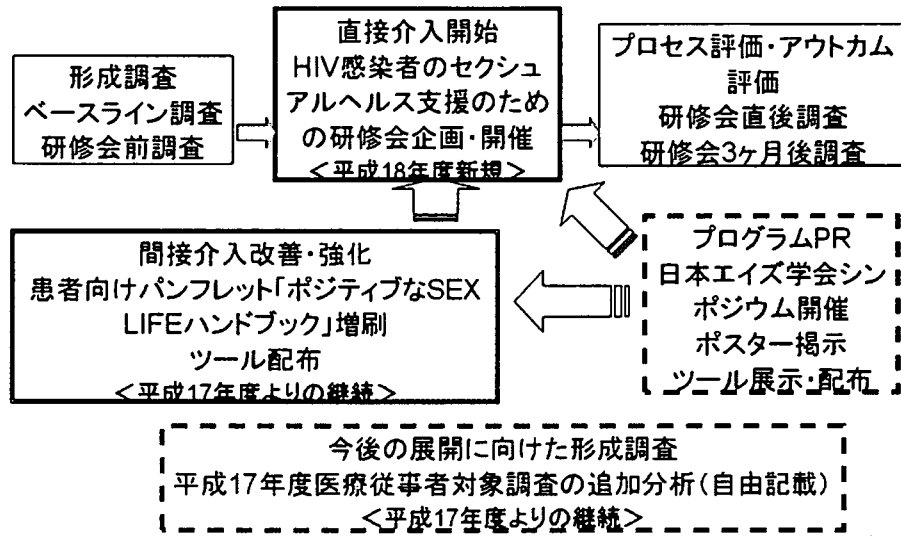 形成調査
ベースライン調査
研修会前調査
直接介入開始
HIV感染者のセクシュ
アルヘルス支援のため
の研修会企画・開催
＜平成18年度新規＞
プロセス評価・アウトカム
評価
研修会直後調査
研修会3ヶ月後調査
間接介入改善・強化
患者向けパンフレット「ポジティブなSEX
LIFEハンドブック」増刷
ツール配布
＜平成17年度よりの継続＞
プログラムPR
日本エイズ学会シン
ポジウム開催
ポスター掲示
ツール展示・配布
今後の展開に向けた形成調査
平成17年度医療従事者対象調査の追加分析(自由記載)
＜平成17年度よりの継続＞